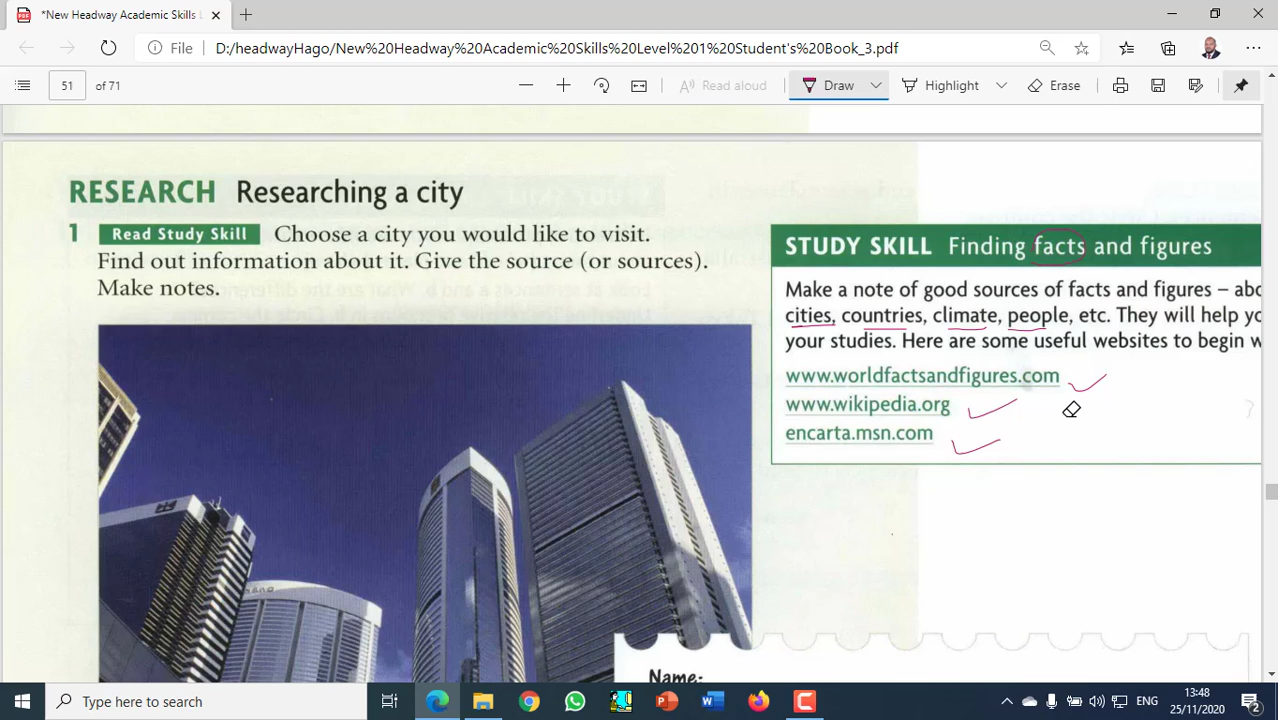 *New Headway Academic Skills L
File D:/headwayHago/New%20Headway%20Academic%20Skills%20Level%201%20Student's%20Book_3.pdf
51 of 71 Read aloud Draw Highlight Erase
RESEARCH Researching a city
1 Read Study Skill Choose a city you would like to visit.
Find out information about it. Give the source (or sources).
Make notes.
STUDY SKILL Finding facts and figures
Make a note of good sources of facts and figures – abo
cities, countries, climate, people, etc. They will help yo
your studies. Here are some useful websites to begin w
www.worldfactsandfigures.com
www.wikipedia.org
encarta.msn.com
Name:
Type here to search
ENG
13:48
25/11/2020
2